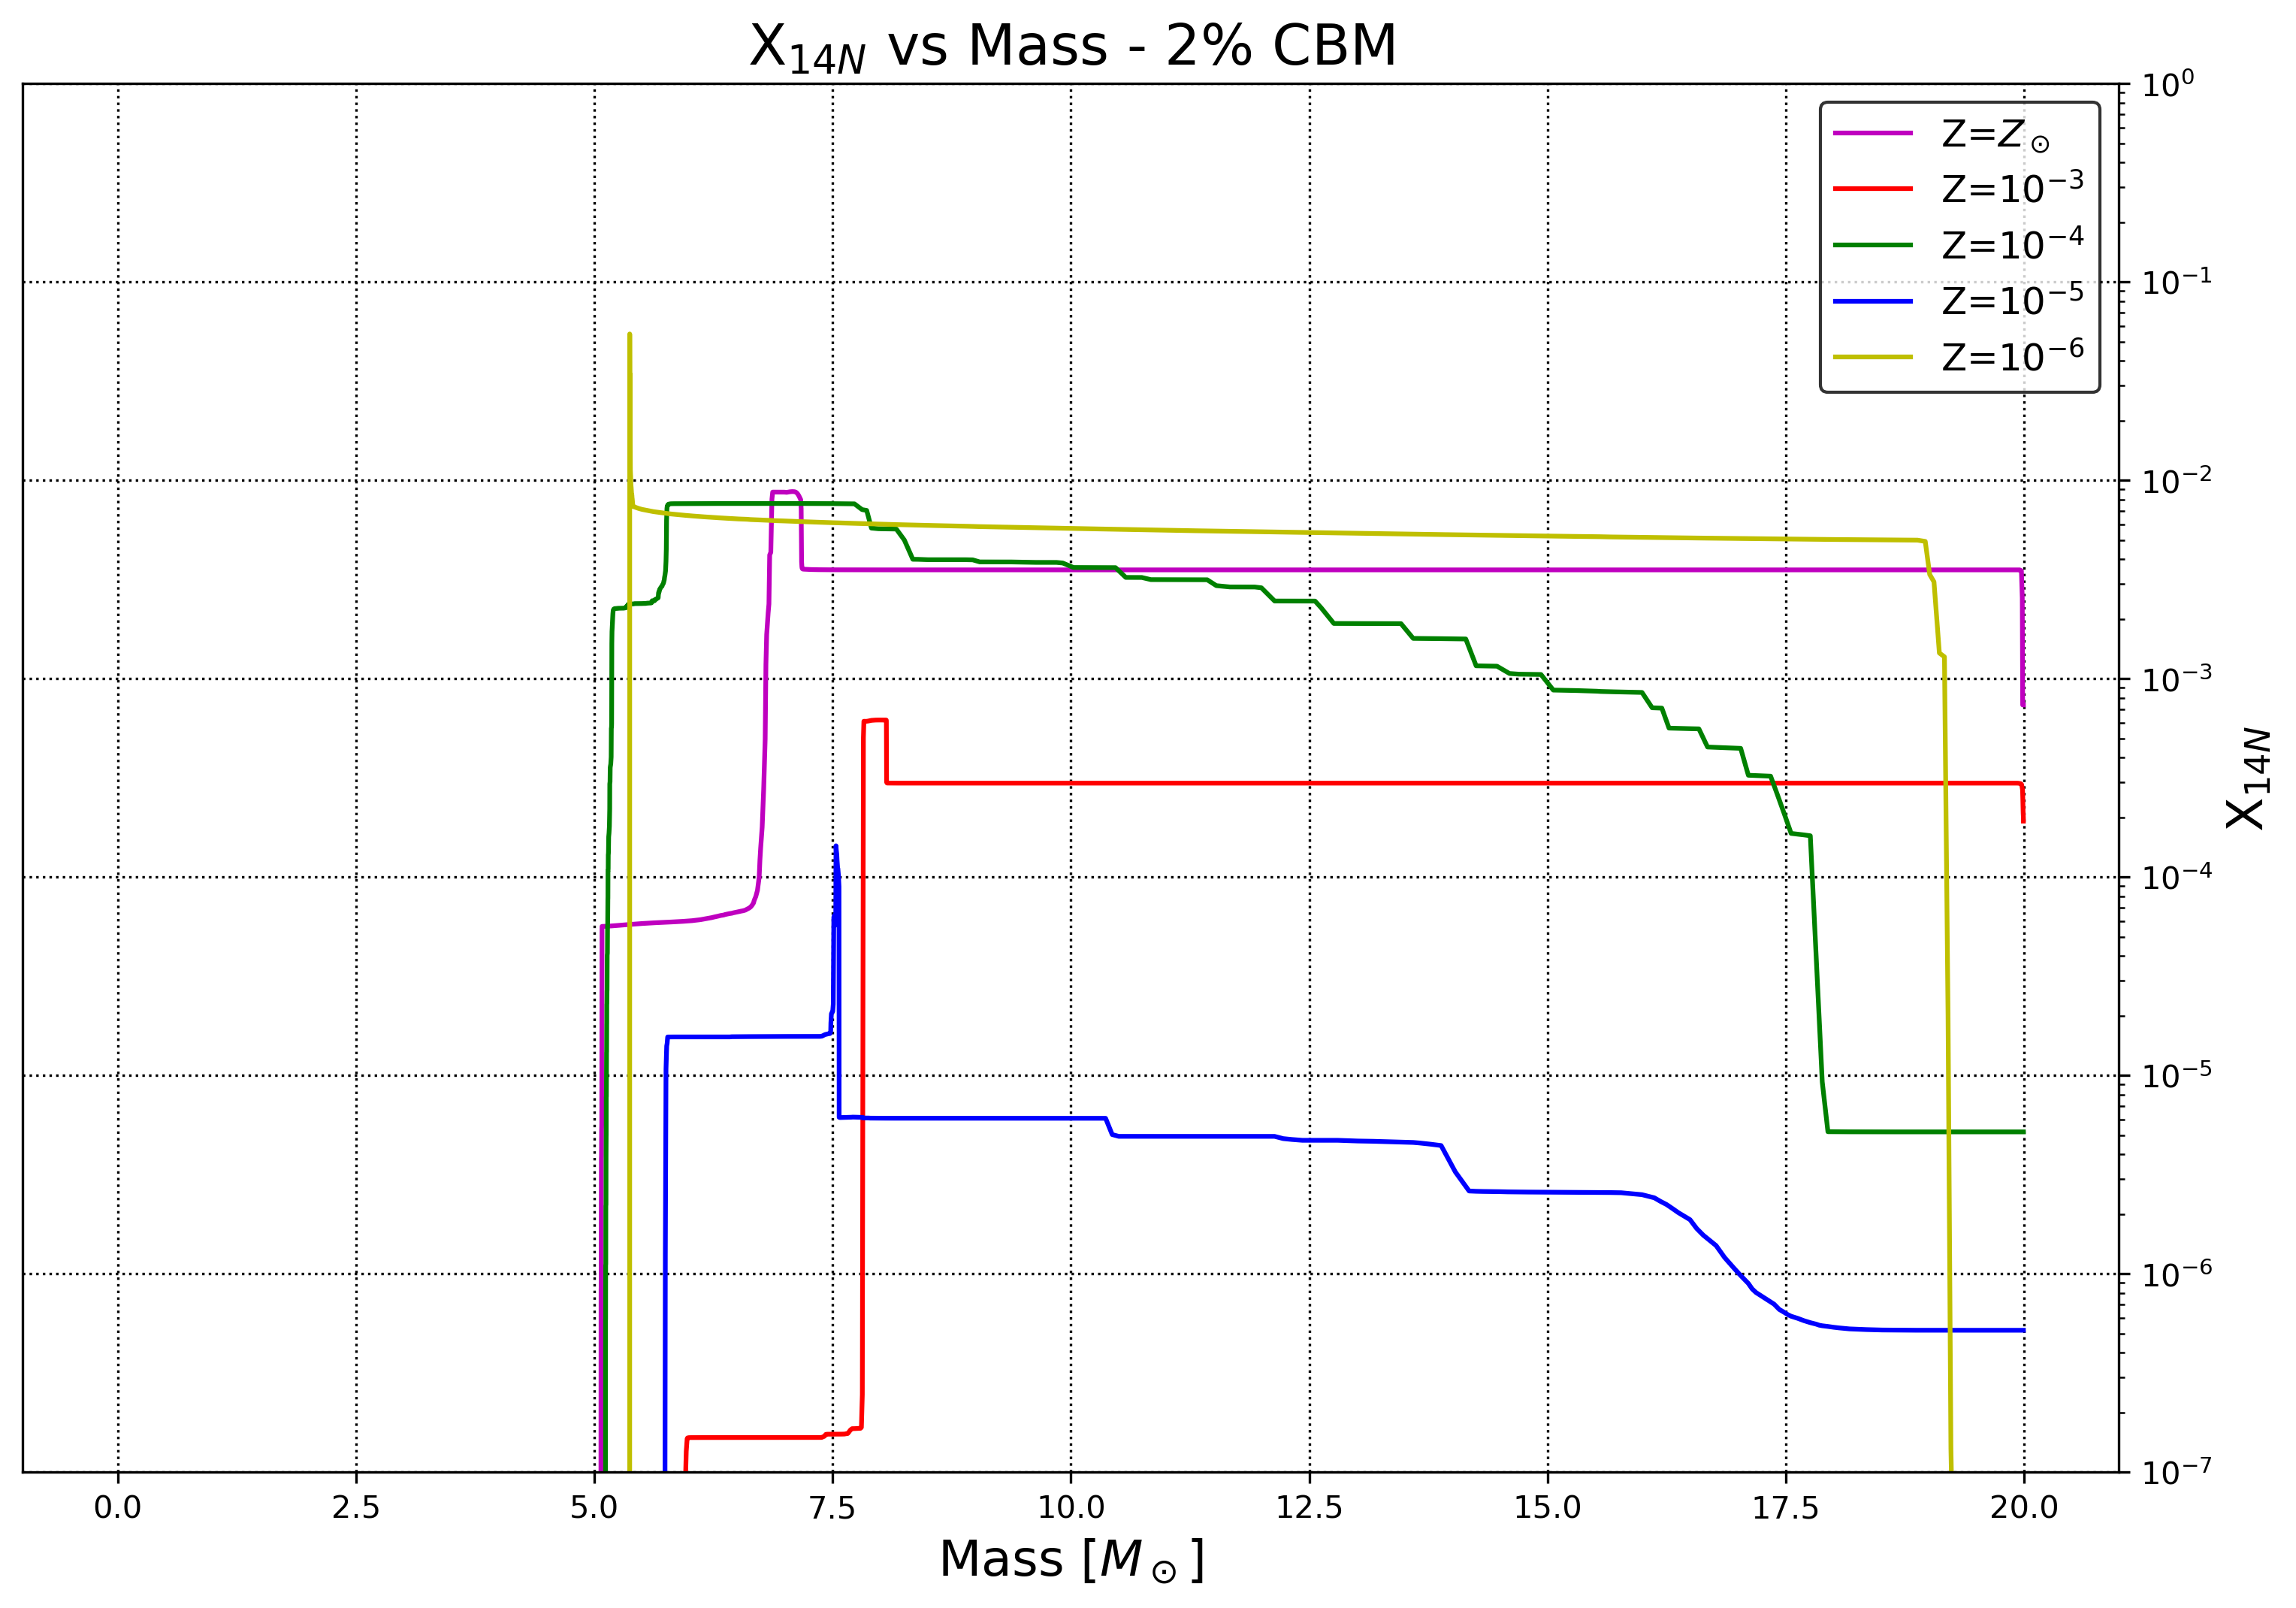 X₁₄N vs Mass - 2% CBM
10⁰
Z=Z⊙
Z=10⁻³
Z=10⁻⁴
Z=10⁻⁵
Z=10⁻⁶
10⁻¹
10⁻²
10⁻³
10⁻⁴
10⁻⁵
10⁻⁶
10⁻⁷
X₁₄N
0.0 2.5 5.0 7.5 10.0 12.5 15.0 17.5 20.0
Mass [M⊙]